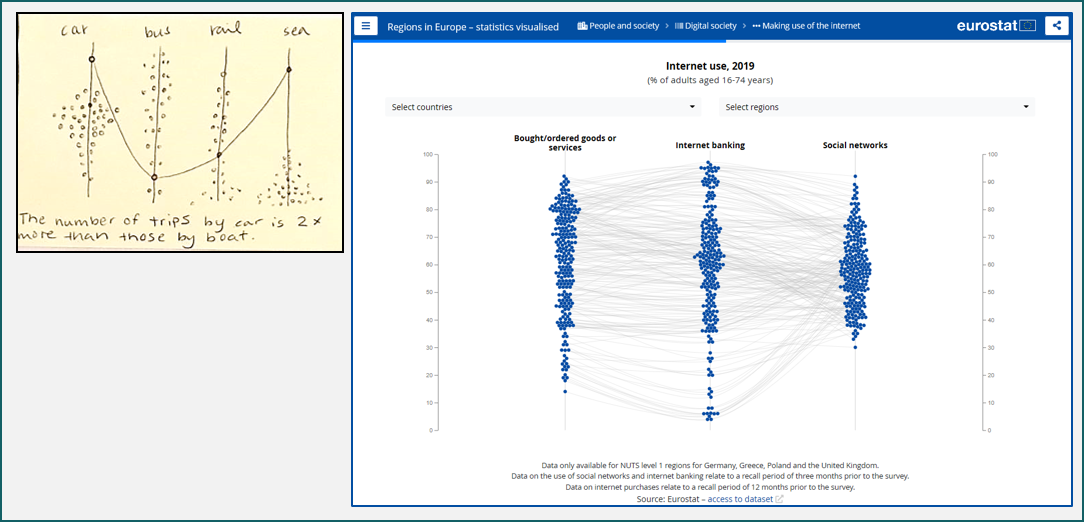 car bus rail sea
The number of trips by car is 2x
more than those by boat.
Regions in Europe – statistics visualised
People and society > Digital society > Making use of the internet
eurostat
Internet use, 2019
(% of adults aged 16-74 years)
Select countries
Select regions
Bought/ordered goods or
services
Internet banking
Social networks
100 100
90 90
80 80
70 70
60 60
50 50
40 40
30 30
20 20
10 10
0 0
Data only available for NUTS level 1 regions for Germany, Greece, Poland and the United Kingdom.
Data on the use of social networks and internet banking relate to a recall period of three months prior to the survey.
Data on internet purchases relate to a recall period of 12 months prior to the survey.
Source: Eurostat – access to dataset